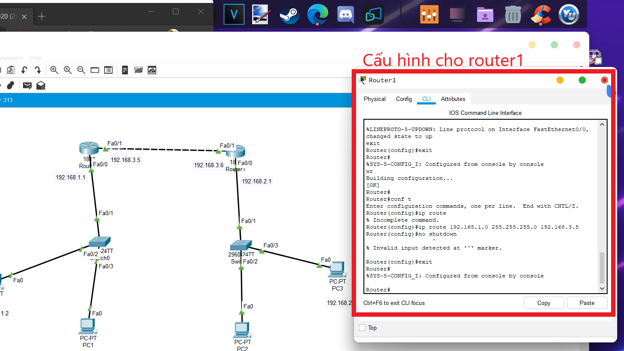 Cấu hình cho router1
Router1
Physical Config CLI Attributes
IOS Command Line Interface
%LINEPROTO-5-UPDOWN: Line protocol on Interface FastEthernet0/0,
changed state to up
exit
Router(config)#exit
Router#
%SYS-5-CONFIG_I: Configured from console by console
wr
Building configuration...
[OK]
Router#
Router#conf t
Enter configuration commands, one per line. End with CNTL/Z.
Router(config)#ip route
% Incomplete command.
Router(config)#ip route 192.168.1.0 255.255.255.0 192.168.3.5
Router(config)#no shutdown
^
% Invalid input detected at '^' marker.
Router(config)#exit
Router#
%SYS-5-CONFIG_I: Configured from console by console
Router#
Ctrl+F6 to exit CLI focus
Copy Paste
Top
Fa0/1
192.168.3.5
Fa0/0
192.168.1.1
Fa0/1
192.168.3.6
Fa0/0
192.168.2.1
Fa0/1
Fa0/2
Fa0/3
Fa0
Fa0
PC-PT
PC1
Fa0/1
Fa0/3
Fa0/2
Fa0
PC-PT
PC3
Fa0
PC-PT
PC2